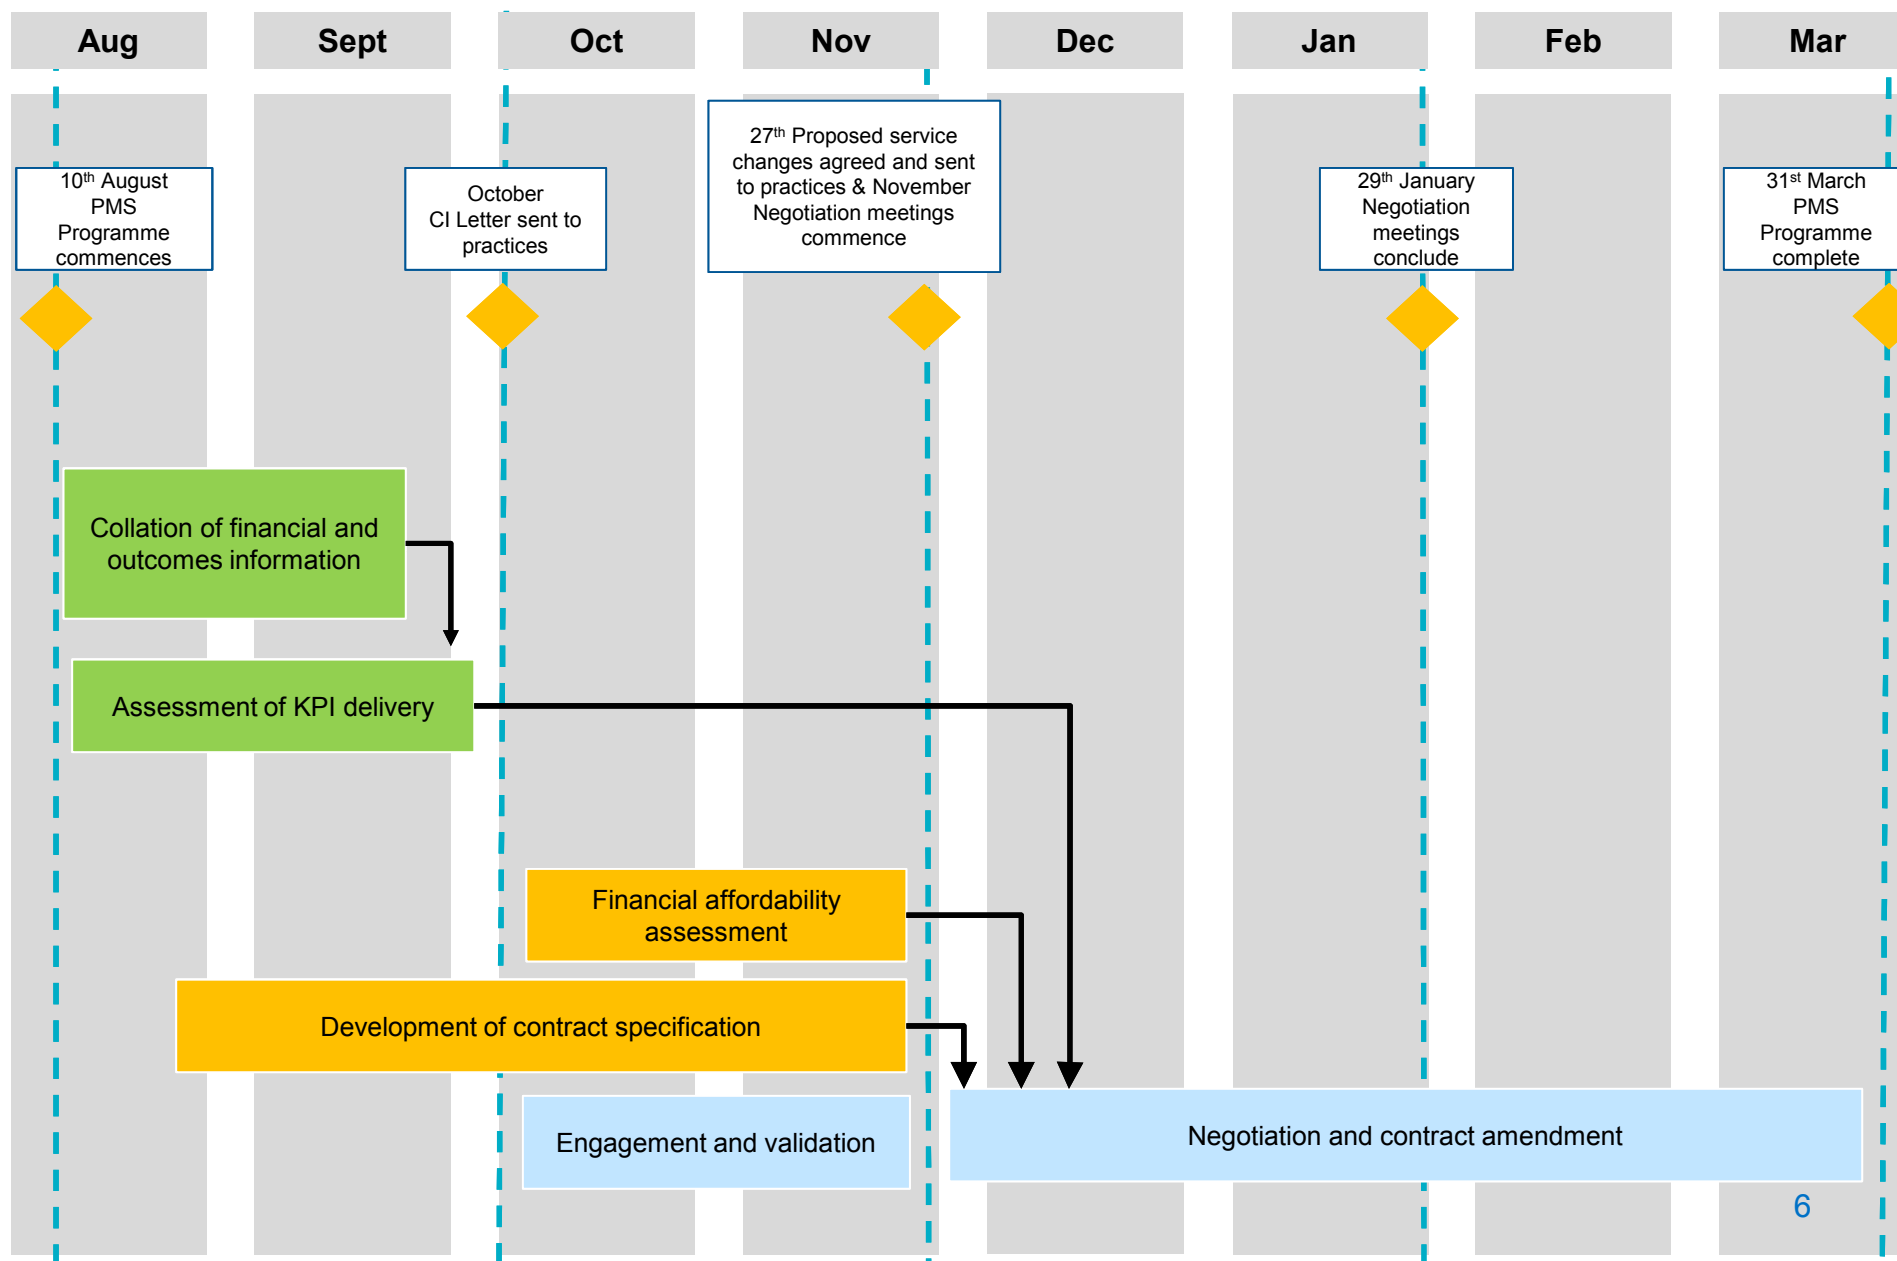 Aug
Sept
Oct
Nov
Dec
Jan
Feb
Mar
10th August
PMS
Programme
commences
October
CI Letter sent to
practices
27th Proposed service
changes agreed and sent
to practices & November
Negotiation meetings
commence
29th January
Negotiation
meetings
conclude
31st March
PMS
Programme
complete
Collation of financial and
outcomes information
Assessment of KPI delivery
Financial affordability
assessment
Development of contract specification
Engagement and validation
Negotiation and contract amendment
6